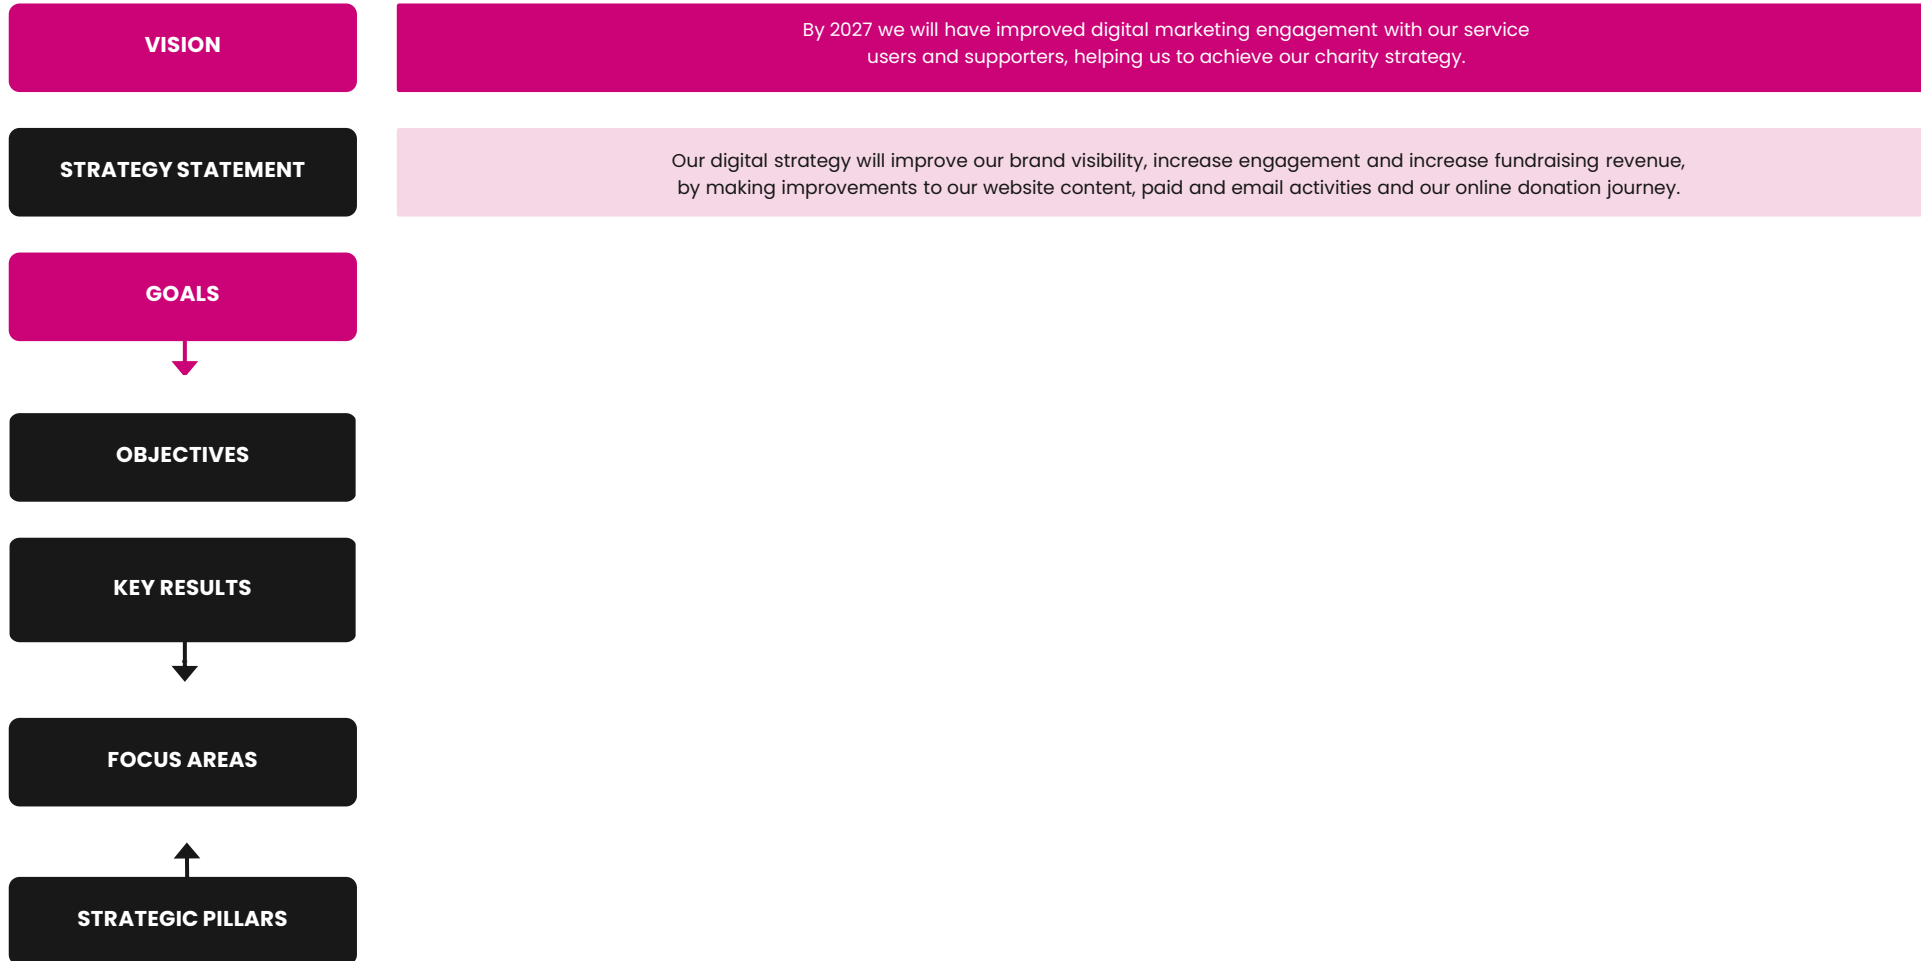 VISION
By 2027 we will have improved digital marketing engagement with our service
users and supporters, helping us to achieve our charity strategy.
STRATEGY STATEMENT
Our digital strategy will improve our brand visibility, increase engagement and increase fundraising revenue,
by making improvements to our website content, paid and email activities and our online donation journey.
GOALS
OBJECTIVES
KEY RESULTS
FOCUS AREAS
STRATEGIC PILLARS